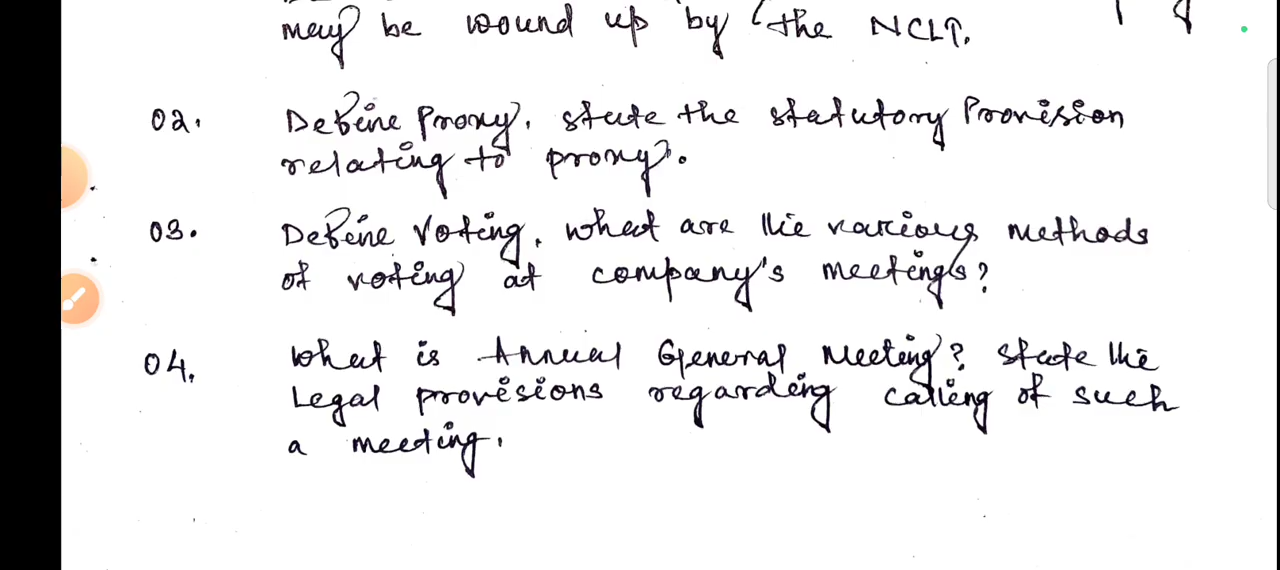 may be wound up by the NCLT.
02. Define Proxy. state the statutory Provision
relating to proxy.
03. Define Voting. what are the various methods
of voting at company's meetings?
04. What is Annual General Meeting? State the
Legal provisions regarding calling of such
a meeting.